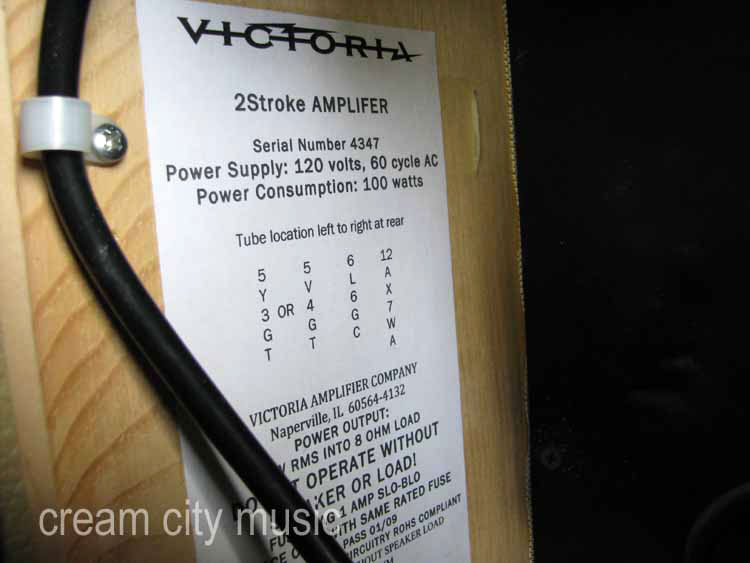 VICTORIA
2Stroke AMPLIFER
Serial Number 4347
Power Supply: 120 volts, 60 cycle AC
Power Consumption: 100 watts
Tube location left to right at rear
5 5 6 12
Y V L A
3 OR 4 6 X
G G G 7
T T C W
A
VICTORIA AMPLIFIER COMPANY
Naperville, IL 60564-4132
POWER OUTPUT:
RMS INTO 8 OHM LOAD
OPERATE WITHOUT
OR LOAD!
1 AMP SLO-BLO
WITH SAME RATED FUSE
PASS 01/09
CIRCUITRY ROHS COMPLIANT
SPEAKER LOAD
cream city music